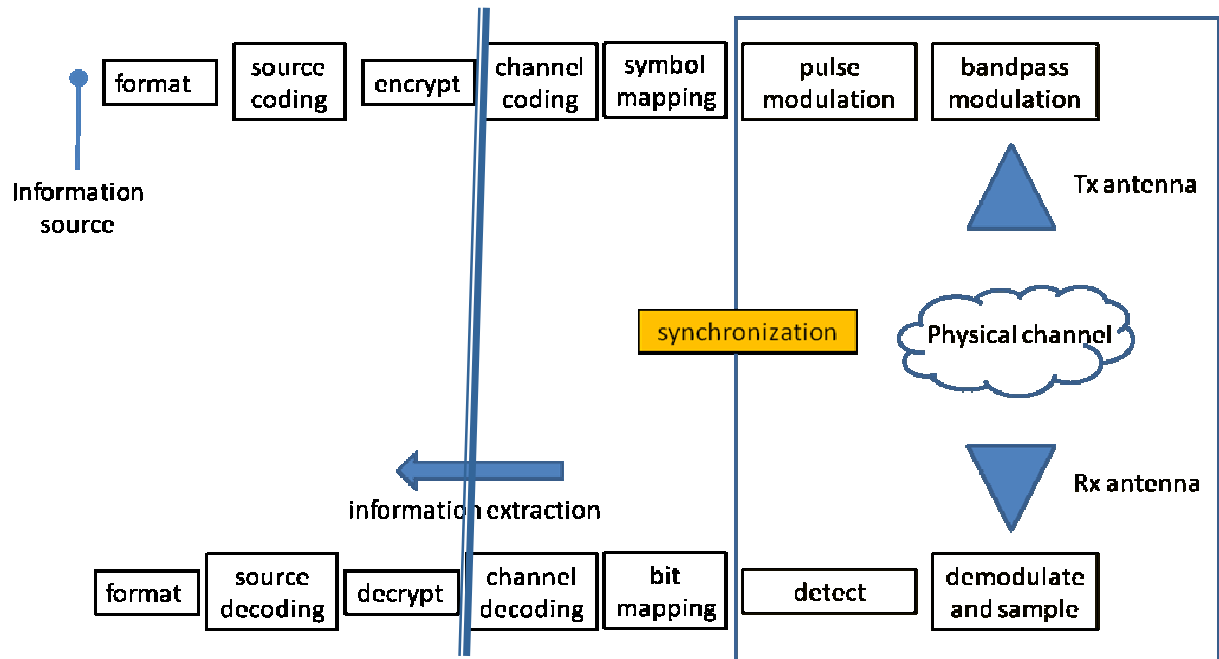 format
source
coding
encrypt
channel
coding
symbol
mapping
pulse
modulation
bandpass
modulation
Information
source
Tx antenna
synchronization
Physical channel
information extraction
Rx antenna
format
source
decoding
decrypt
channel
decoding
bit
mapping
detect
demodulate
and sample